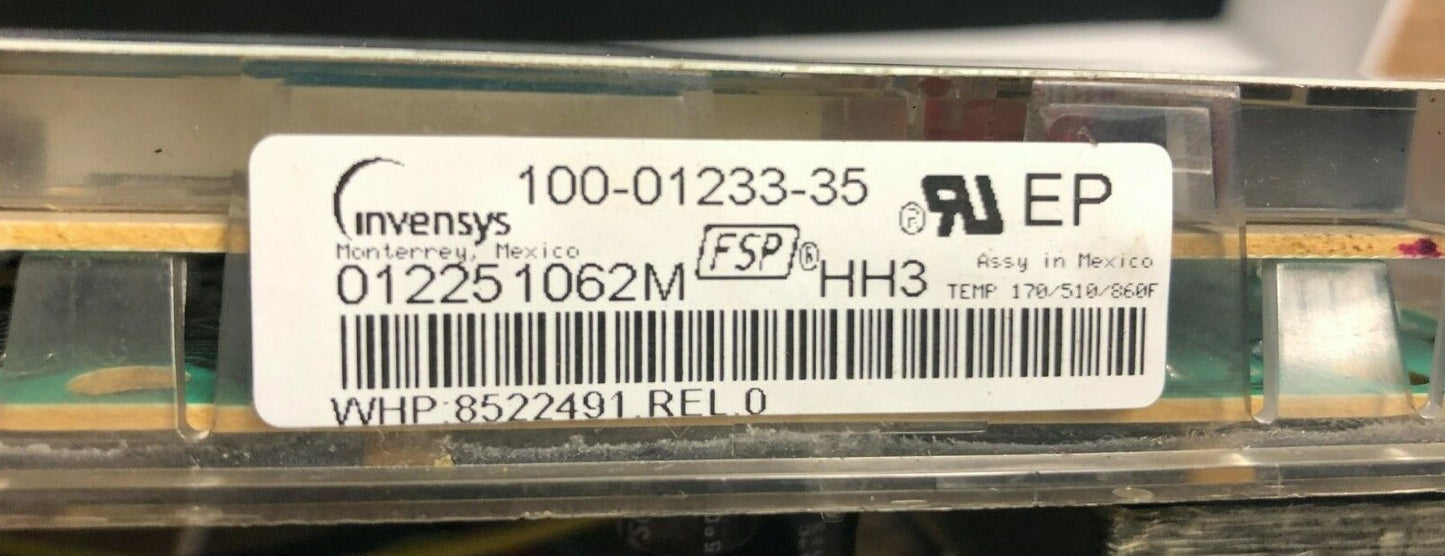 invensys 100-01233-35 ® RU EP
Monterrey, Mexico
FSP®
Assy in Mexico
012251062M HH3 TEMP 170/510/860F
WHP:8522491.REL.0